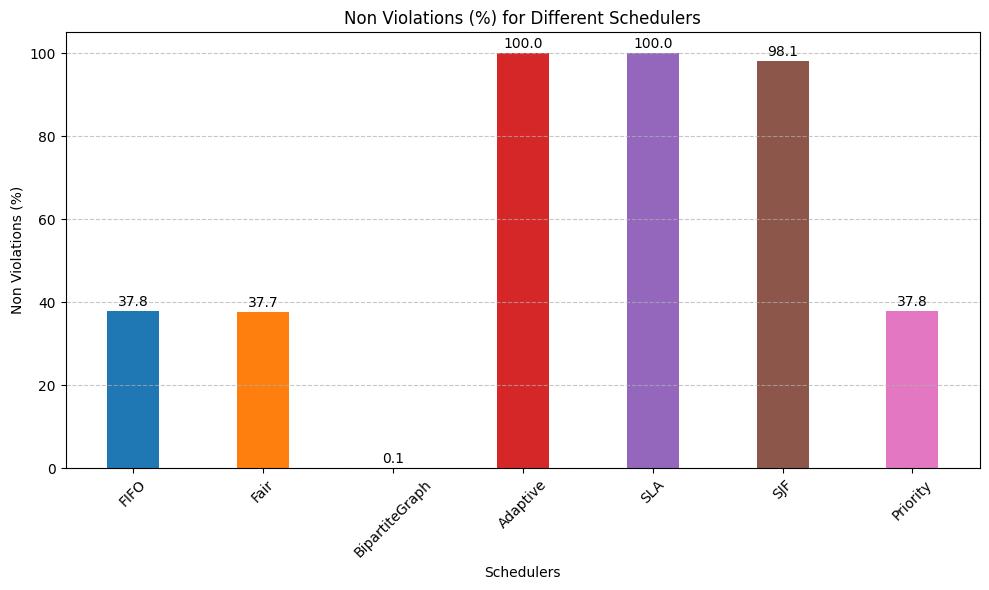 Non Violations (%) for Different Schedulers
Non Violations (%)
100
80
60
40
20
0
37.8
37.7
0.1
100.0
100.0
98.1
37.8
FIFO
Fair
BipartiteGraph
Adaptive
SLA
SJF
Priority
Schedulers